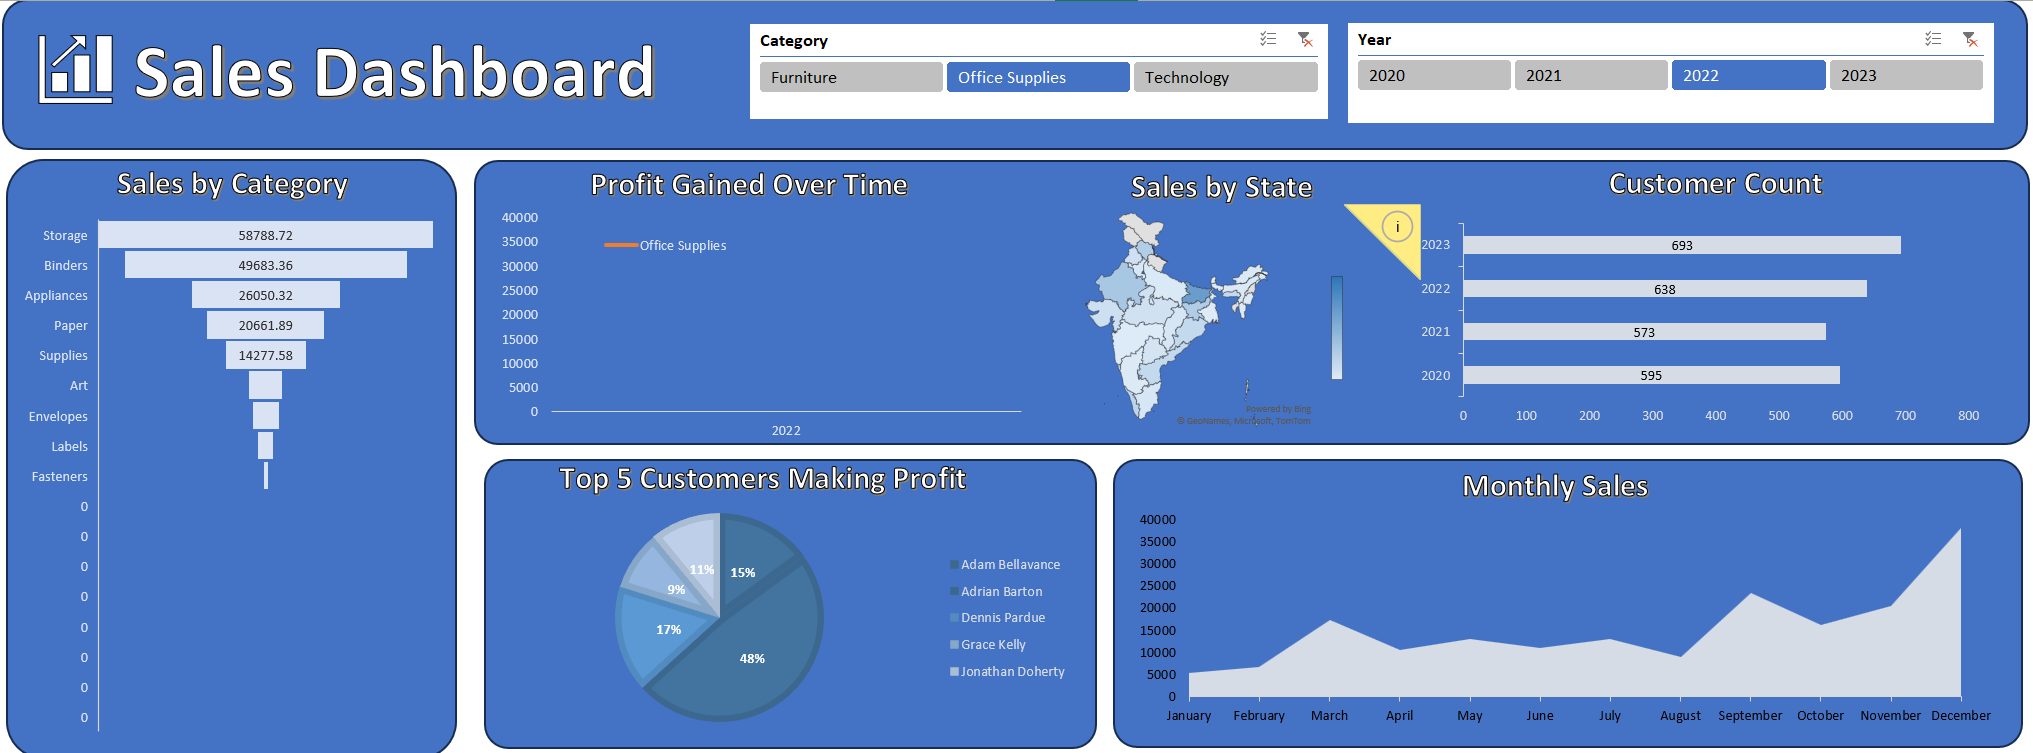 Sales Dashboard
Category
Furniture
Office Supplies
Technology
Year
2020
2021
2022
2023
Sales by Category
Storage 58788.72
Binders 49683.36
Appliances 26050.32
Paper 20661.89
Supplies 14277.58
Art
Envelopes
Labels
Fasteners
0
0
0
0
0
0
0
0
Profit Gained Over Time
40000
35000
30000
25000
20000
15000
10000
5000
0
Office Supplies
2022
Sales by State
Powered by Bing
© GeoNames, Microsoft, TomTom
i
Customer Count
2023 693
2022 638
2021 573
2020 595
0 100 200 300 400 500 600 700 800
Top 5 Customers Making Profit
11% 15%
9%
17%
48%
Adam Bellavance
Adrian Barton
Dennis Pardue
Grace Kelly
Jonathan Doherty
Monthly Sales
40000
35000
30000
25000
20000
15000
10000
5000
0
January February March April May June July August September October November December